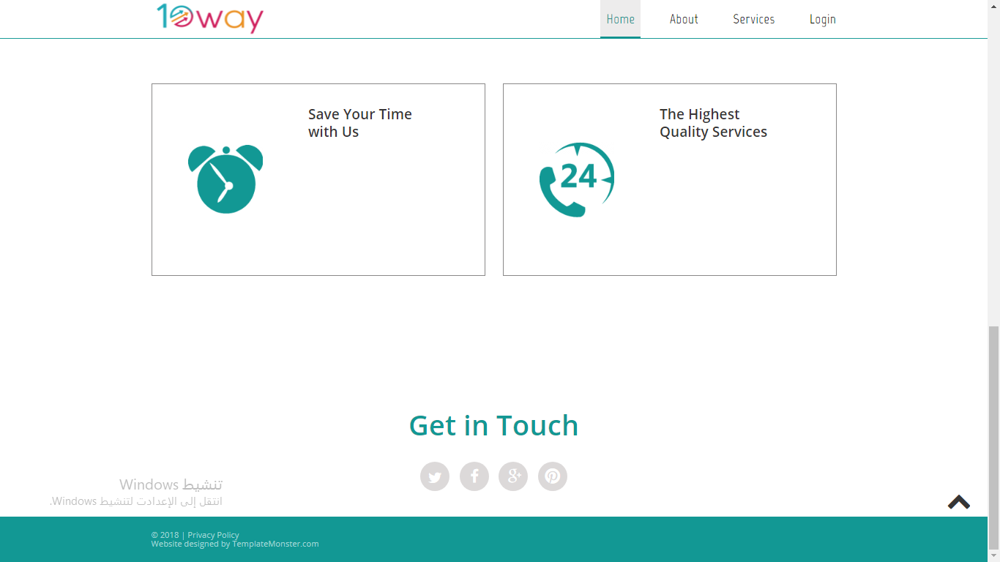 10way
Home
About
Services
Login
Save Your Time
with Us
The Highest
Quality Services
24
Get in Touch
تنشيط Windows
انتقل إلى الإعدادت لتنشيط Windows.
© 2018 | Privacy Policy
Website designed by TemplateMonster.com